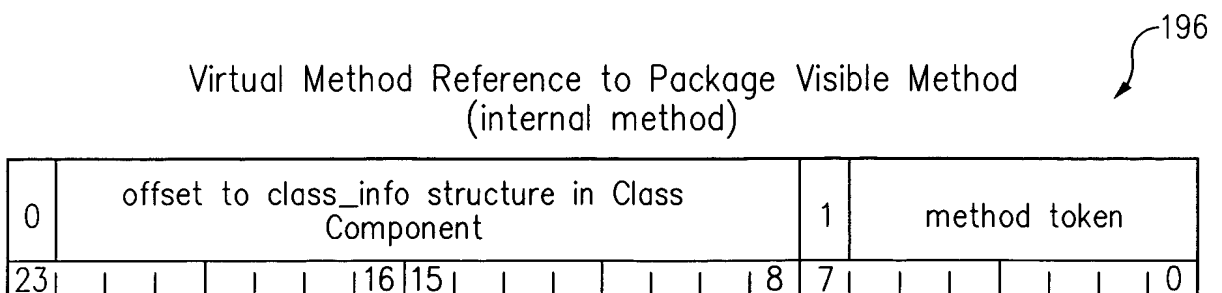 196
Virtual Method Reference to Package Visible Method
(internal method)
0 offset to class_info structure in Class Component 1 method token
23 16 15 8 7 0